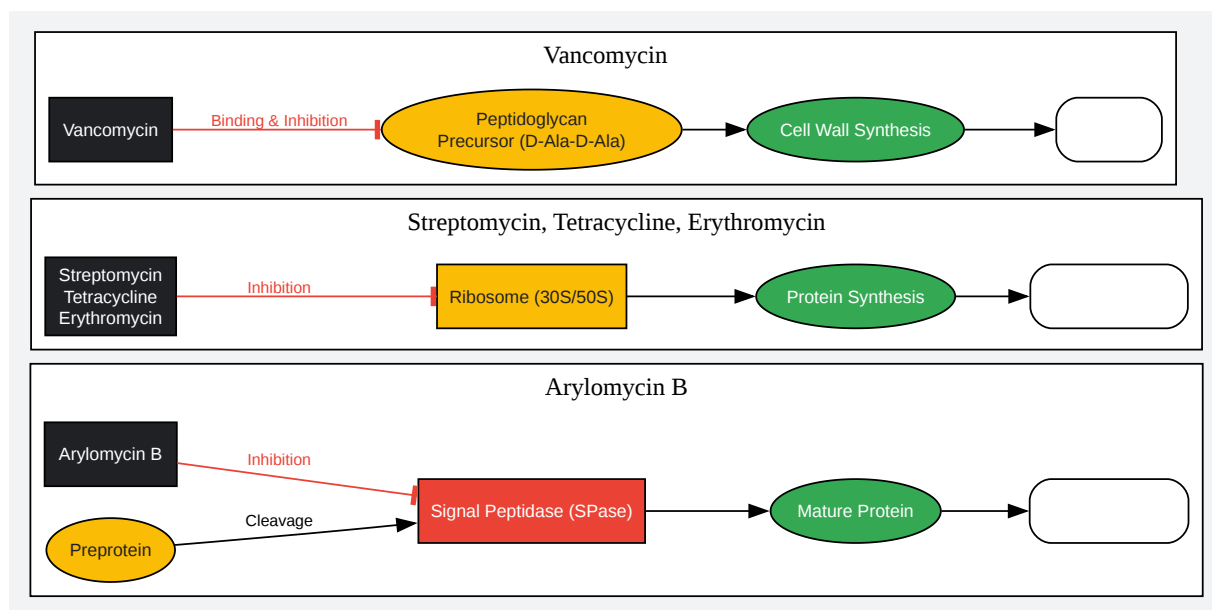 Vancomycin
Vancomycin
Binding & Inhibition
Peptidoglycan
Precursor (D-Ala-D-Ala)
Cell Wall Synthesis
Streptomycin, Tetracycline, Erythromycin
Streptomycin
Tetracycline
Erythromycin
Inhibition
Ribosome (30S/50S)
Protein Synthesis
Arylomycin B
Arylomycin B
Inhibition
Preprotein
Cleavage
Signal Peptidase (SPase)
Mature Protein